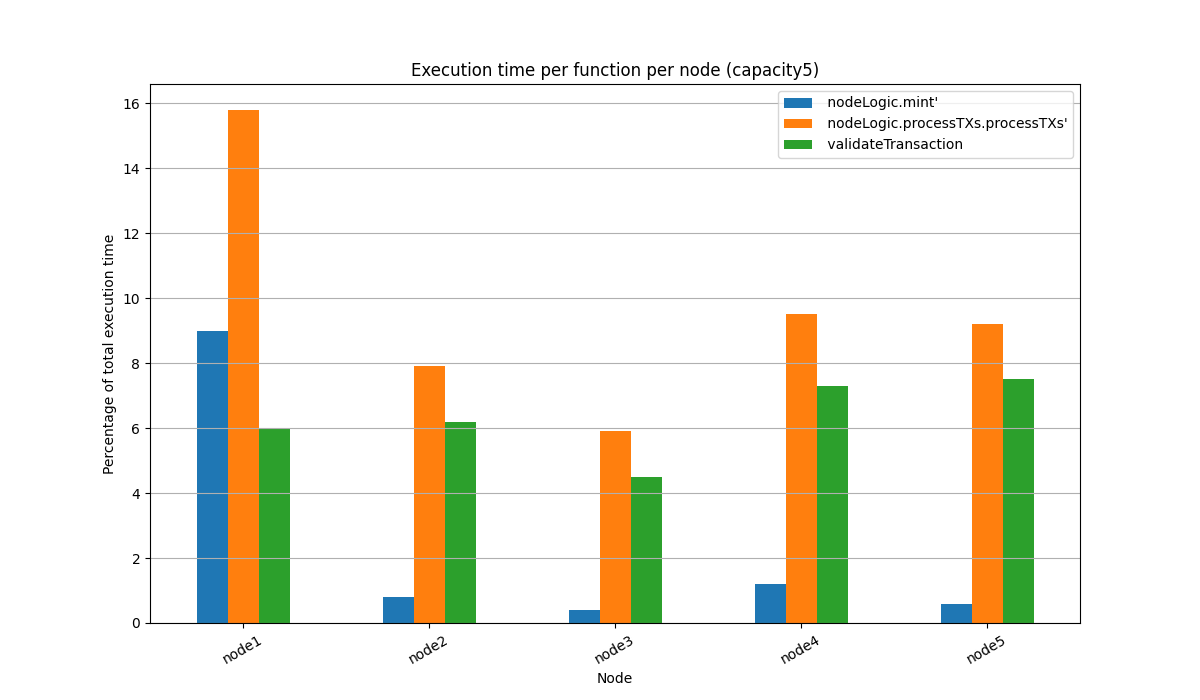 Execution time per function per node (capacity5)
nodeLogic.mint'
nodeLogic.processTXs.processTXs'
validateTransaction
Percentage of total execution time
16
14
12
10
8
6
4
2
0
node1 node2 node3 node4 node5
Node